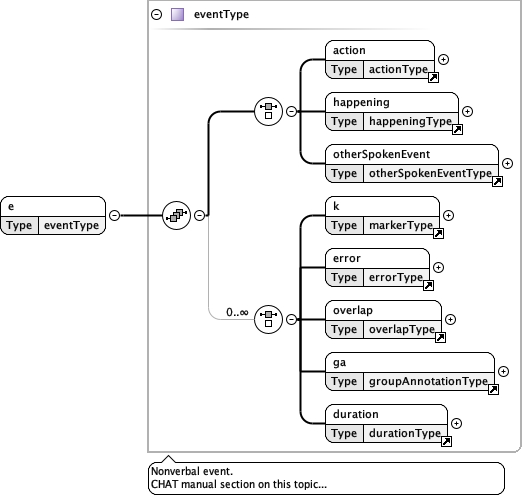 eventType
action
Type actionType
happening
Type happeningType
otherSpokenEvent
Type otherSpokenEventType
e
Type eventType
k
Type markerType
error
Type errorType
0..∞
overlap
Type overlapType
ga
Type groupAnnotationType
duration
Type durationType
Nonverbal event.
CHAT manual section on this topic...